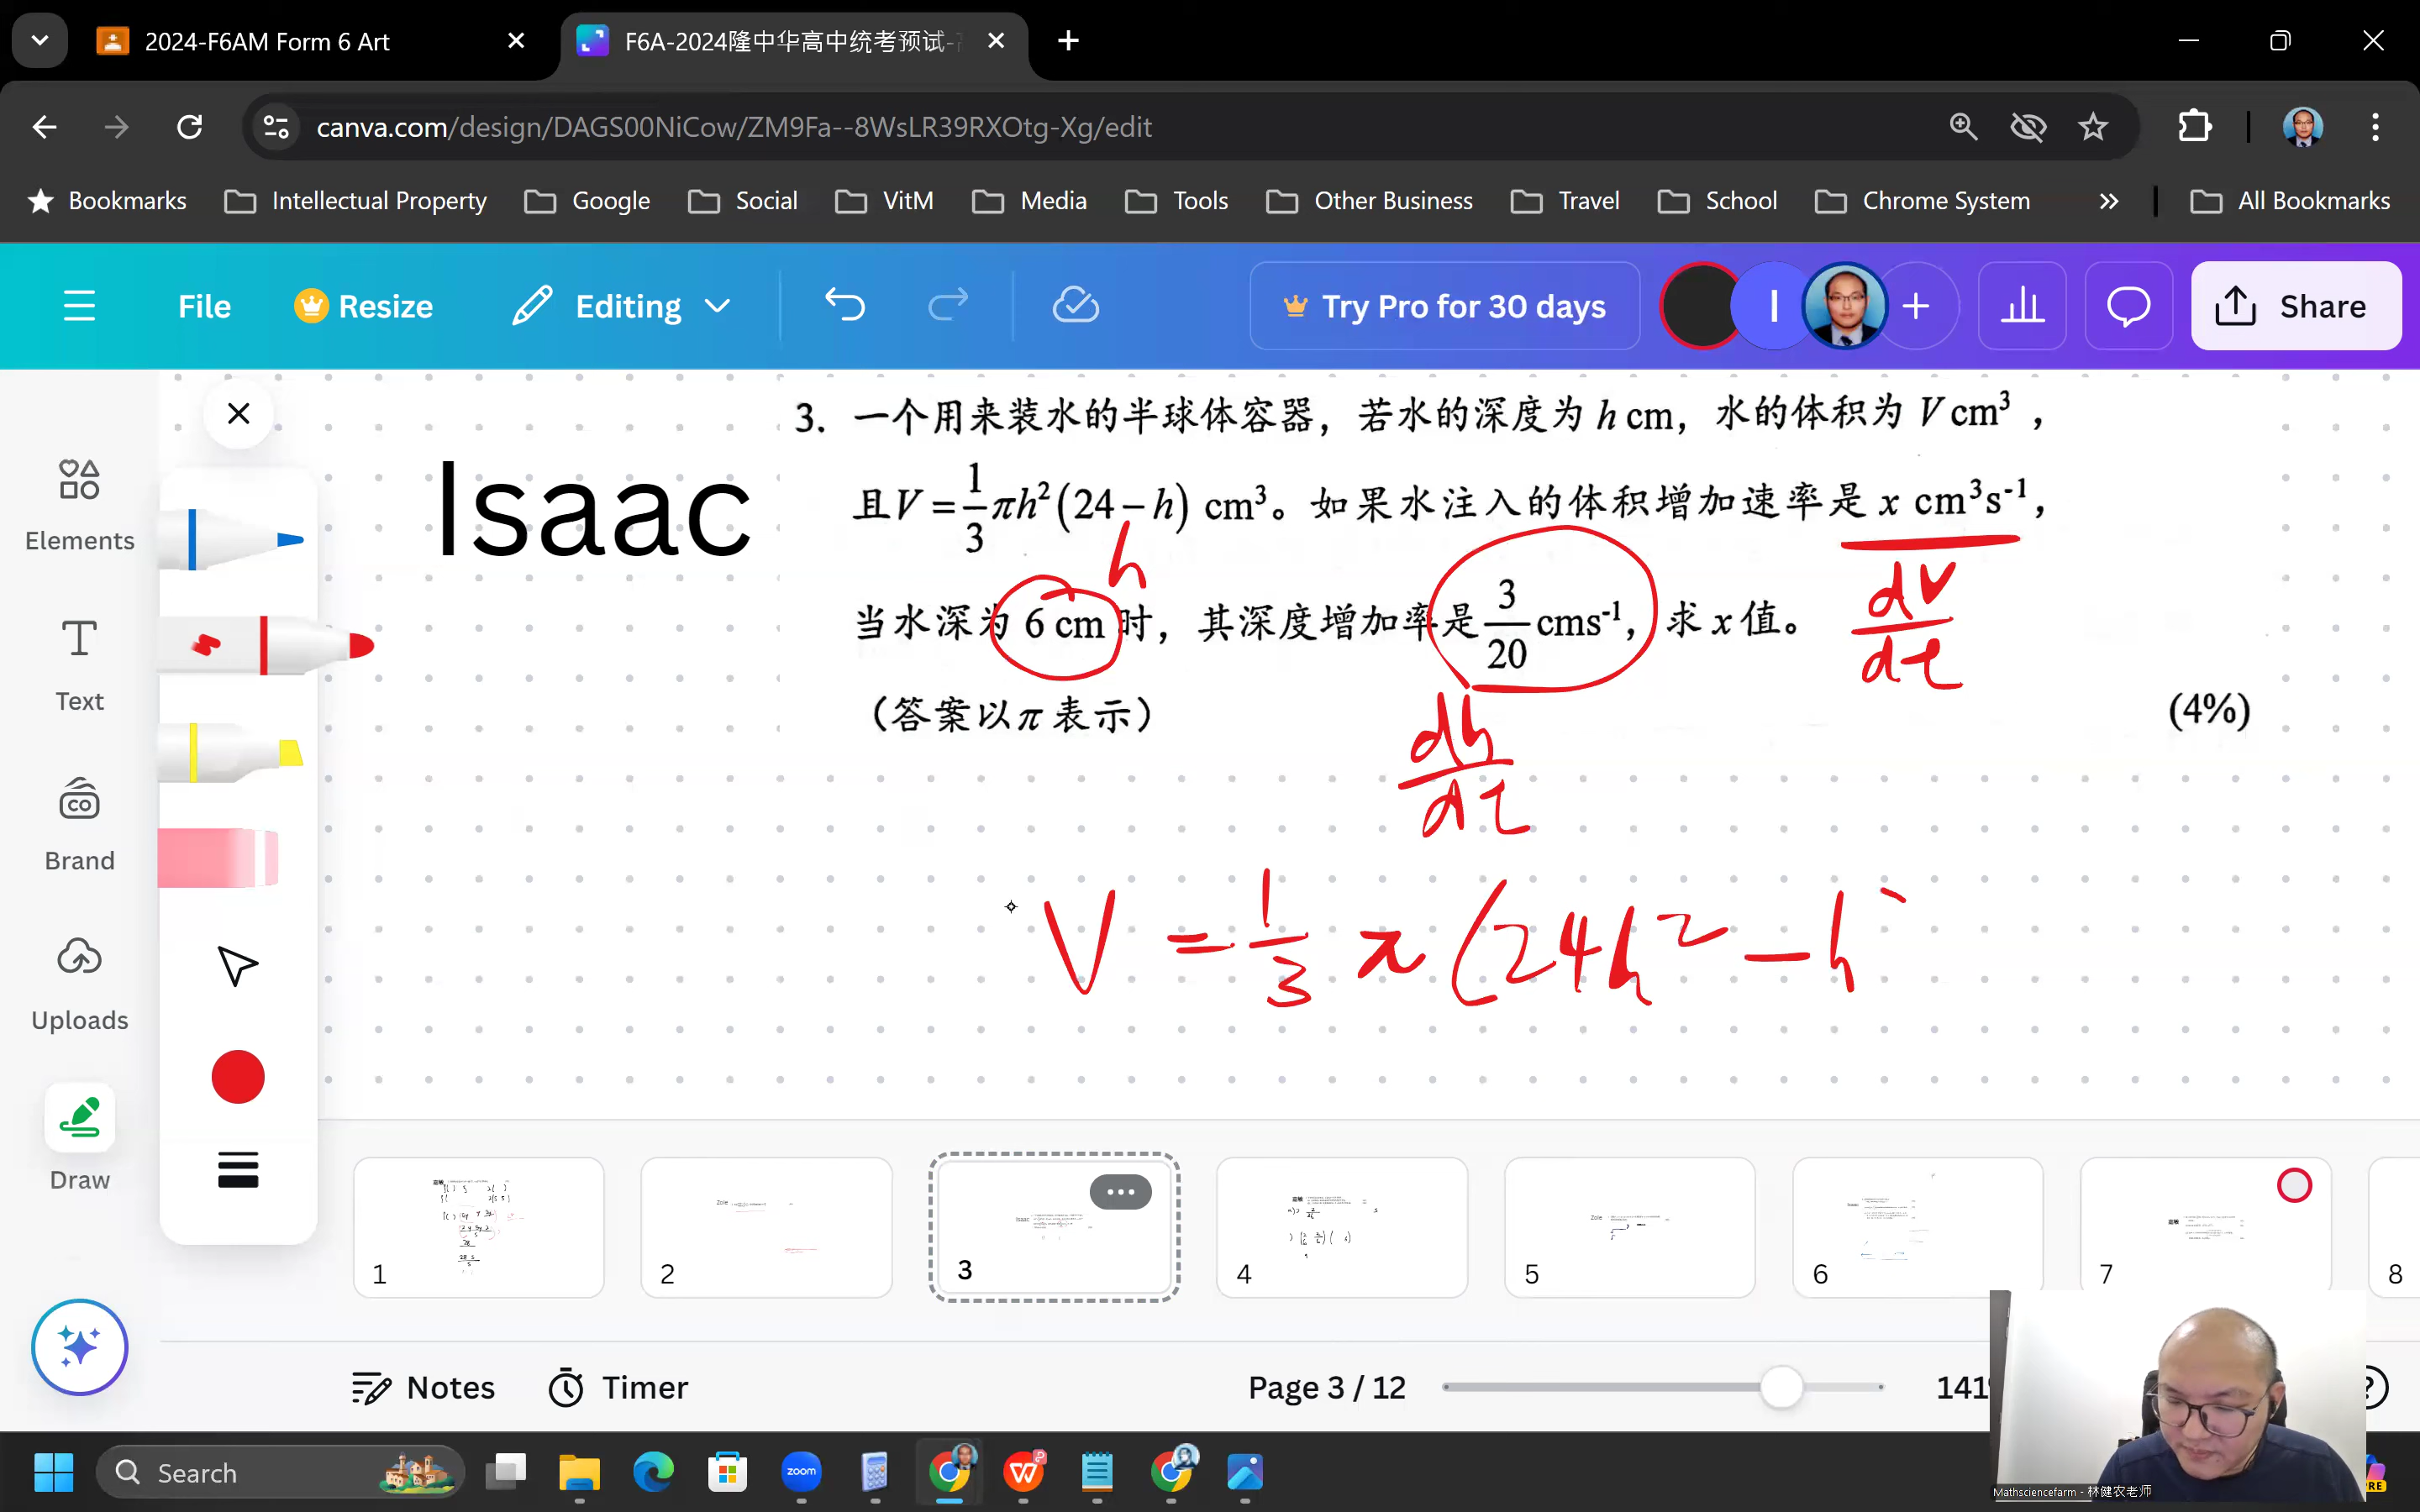 2024-F6AM Form 6 Art
F6A-2024隆中华高中统考预试-
canva.com/design/DAGS00NiCow/ZM9Fa--8WsLR39RXOtg-Xg/edit
Bookmarks Intellectual Property Google Social VitM Media Tools Other Business Travel School Chrome System » All Bookmarks
File Resize Editing Try Pro for 30 days I Share
Elements
Text
Brand
Uploads
Draw
Isaac
3. 一个用来装水的半球体容器，若水的深度为 h cm，水的体积为 V cm³，
且 V = 1/3 πh²(24 − h) cm³。如果水注入的体积增加速率是 x cm³s⁻¹，
h
当水深为 6 cm 时，其深度增加率是 3/20 cms⁻¹，求 x 值。
dV/dt
（答案以 π 表示） (4%)
dh/dt
V = 1/3 π (24h² − h
1 2 3 4 5 6 7 8
Notes Timer Page 3 / 12 141
Search
zoom
Mathsciencefarm - 林健农老师
PRE